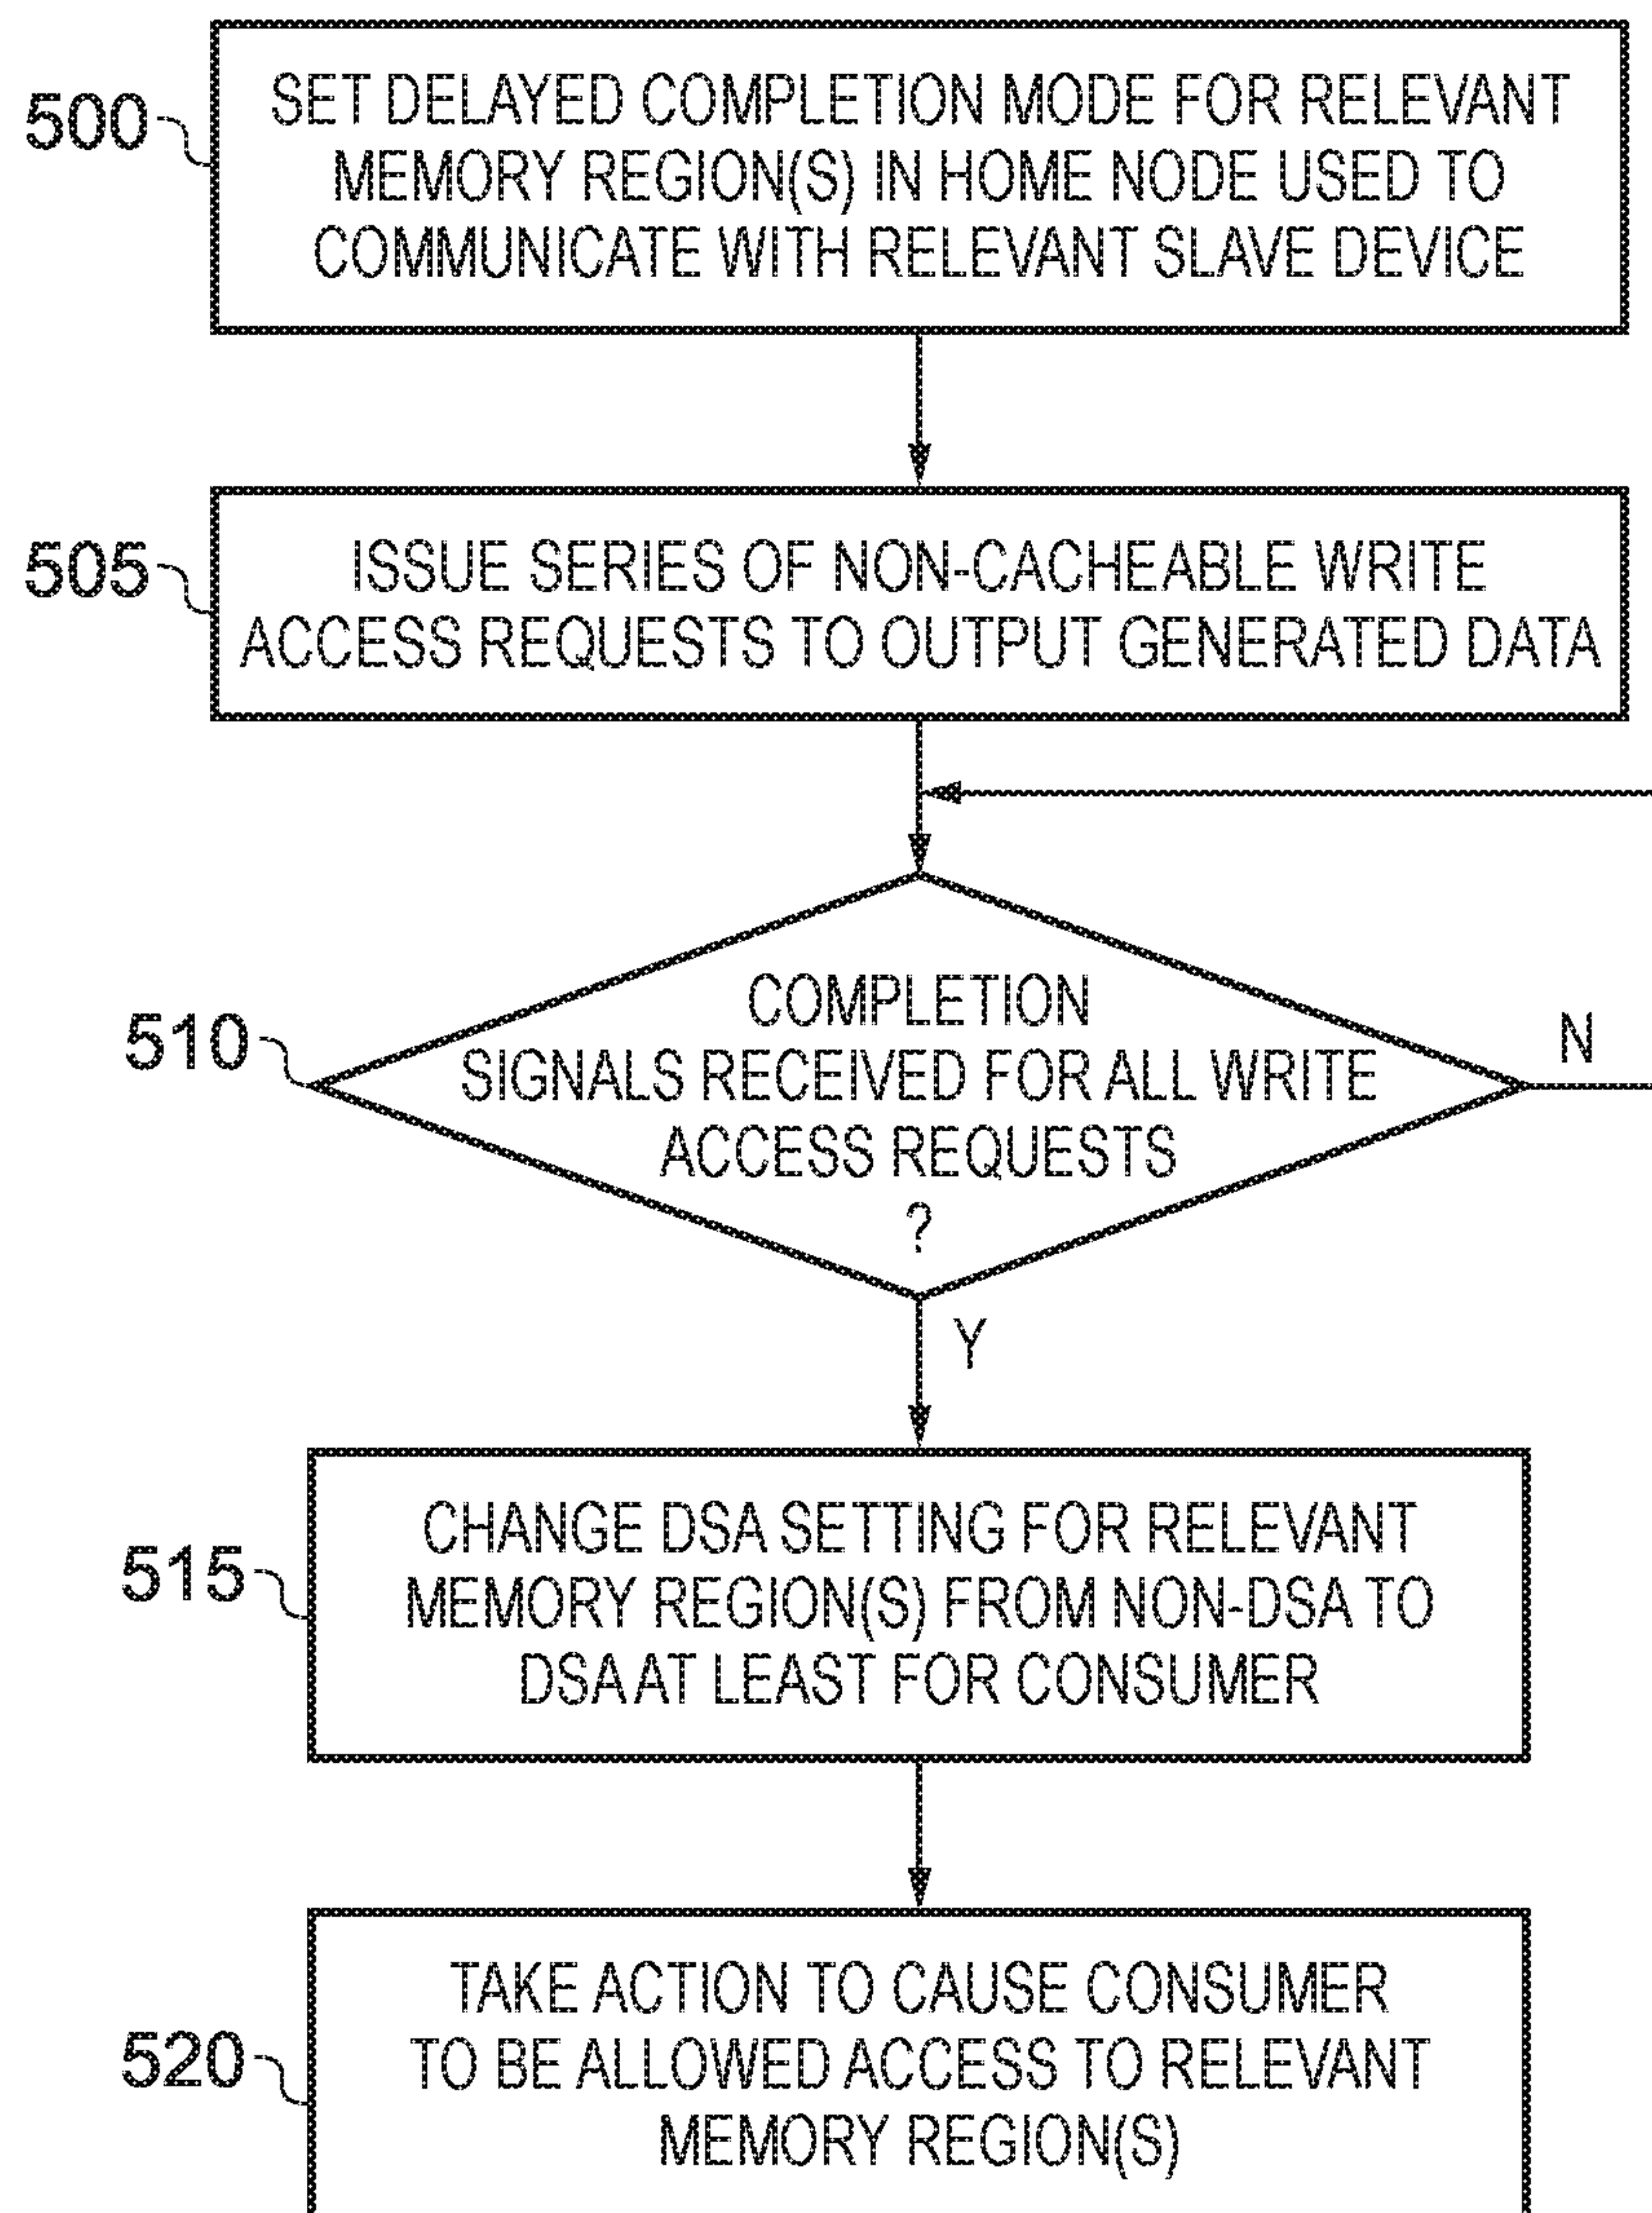 500
SET DELAYED COMPLETION MODE FOR RELEVANT
MEMORY REGION(S) IN HOME NODE USED TO
COMMUNICATE WITH RELEVANT SLAVE DEVICE
505
ISSUE SERIES OF NON-CACHEABLE WRITE
ACCESS REQUESTS TO OUTPUT GENERATED DATA
510
COMPLETION
SIGNALS RECEIVED FOR ALL WRITE
ACCESS REQUESTS
?
N
Y
515
CHANGE DSA SETTING FOR RELEVANT
MEMORY REGION(S) FROM NON-DSA TO
DSA AT LEAST FOR CONSUMER
520
TAKE ACTION TO CAUSE CONSUMER
TO BE ALLOWED ACCESS TO RELEVANT
MEMORY REGION(S)